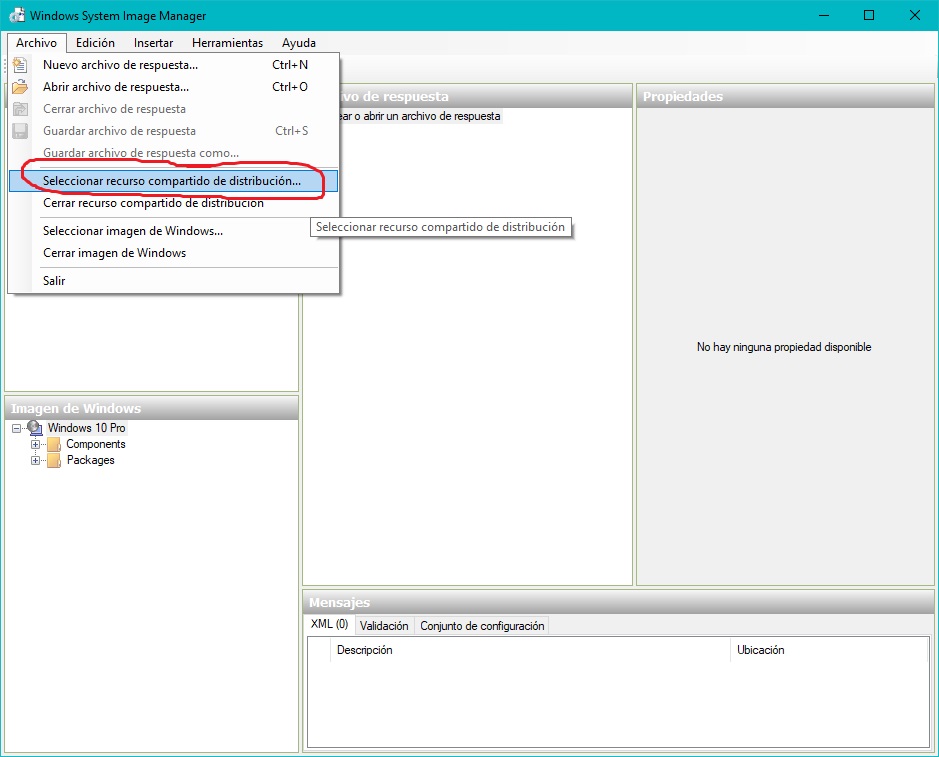 Windows System Image Manager
Archivo Edición Insertar Herramientas Ayuda
Nuevo archivo de respuesta... Ctrl+N
Abrir archivo de respuesta... Ctrl+O
Cerrar archivo de respuesta
Guardar archivo de respuesta Ctrl+S
Guardar archivo de respuesta como...
Seleccionar recurso compartido de distribución...
Cerrar recurso compartido de distribución
Seleccionar imagen de Windows...
Cerrar imagen de Windows
Salir
Seleccionar recurso compartido de distribución
ivo de respuesta
ear o abrir un archivo de respuesta
Propiedades
No hay ninguna propiedad disponible
Imagen de Windows
Windows 10 Pro
Components
Packages
Mensajes
XML (0) Validación Conjunto de configuración
Descripción Ubicación